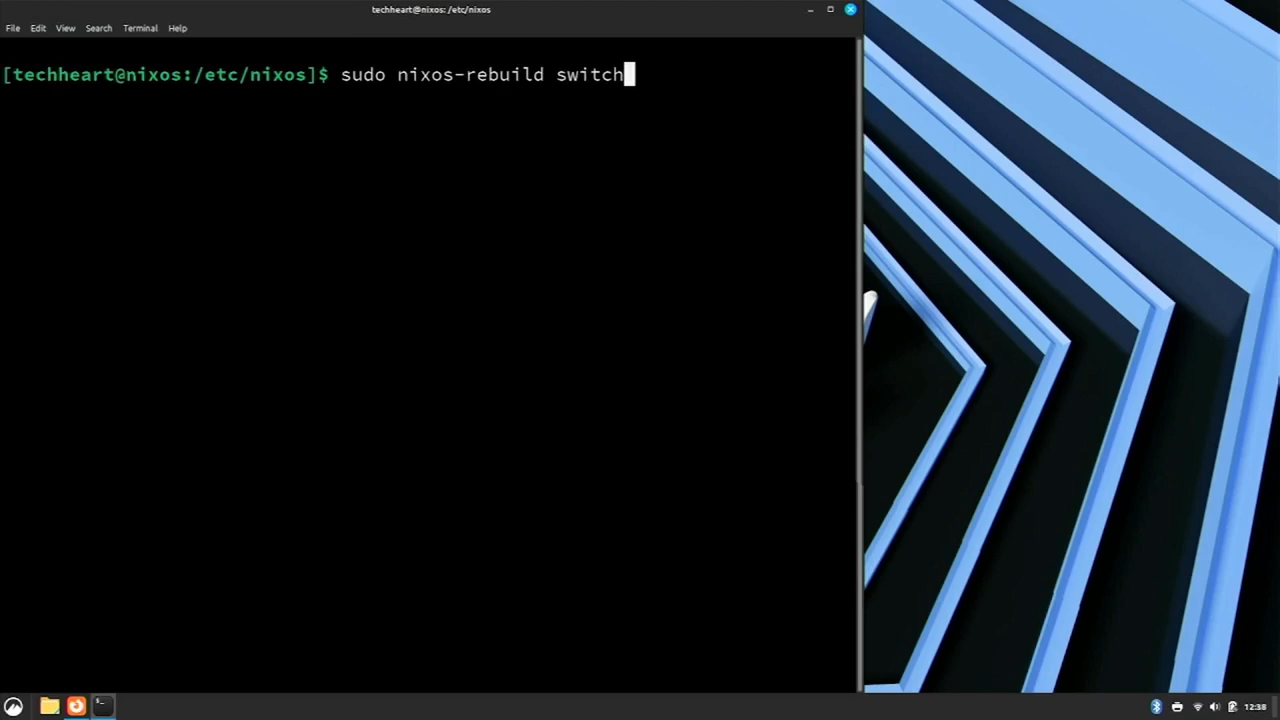 techheart@nixos: /etc/nixos
File Edit View Search Terminal Help
[techheart@nixos:/etc/nixos]$ sudo nixos-rebuild switch
12:38